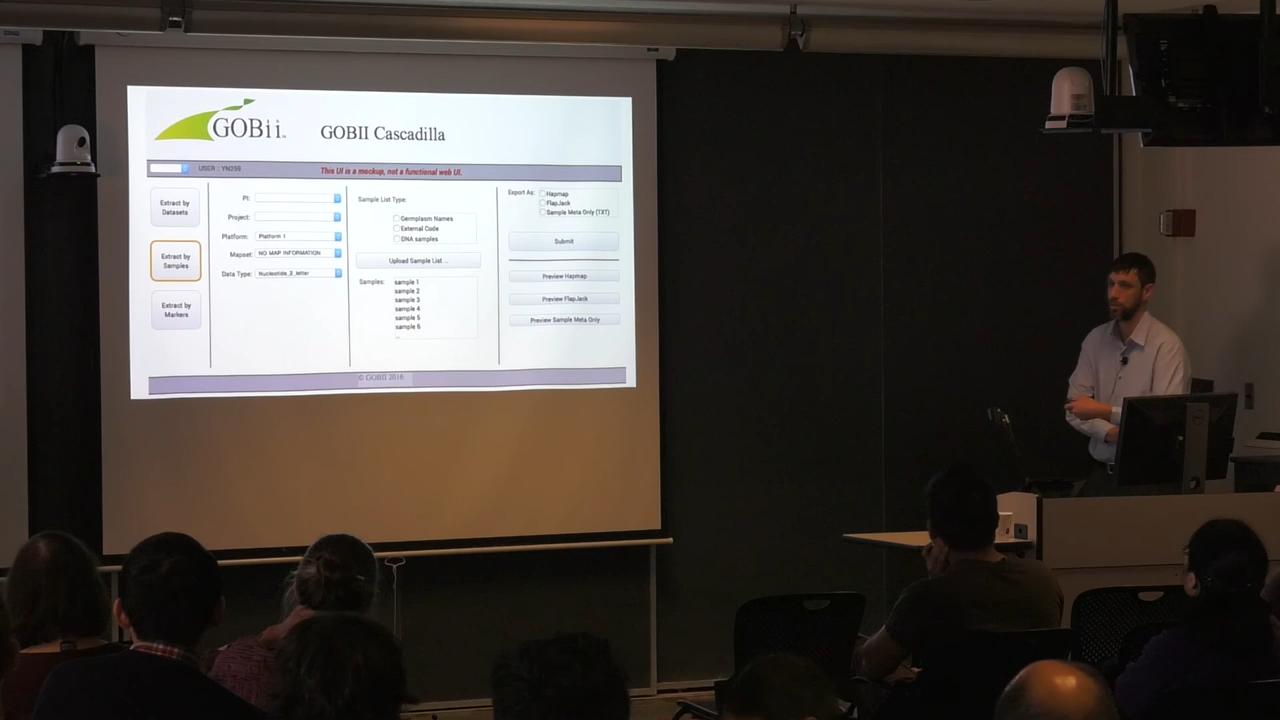 GOBii
GOBII Cascadilla
USER : YN259
This UI is a mockup, not a functional web UI.
Extract by
Datasets
Extract by
Samples
Extract by
Markers
PI:
Project:
Platform: Platform 1
Mapset: NO MAP INFORMATION
Data Type: Nucleotide_2_letter
Sample List Type:
Germplasm Names
External Code
DNA samples
Upload Sample List ...
Samples: sample 1
sample 2
sample 3
sample 4
sample 5
sample 6
...
Export As: Hapmap
FlapJack
Sample Meta Only (TXT)
Submit
Preview Hapmap
Preview FlapJack
Preview Sample Meta Only
© GOBII 2016